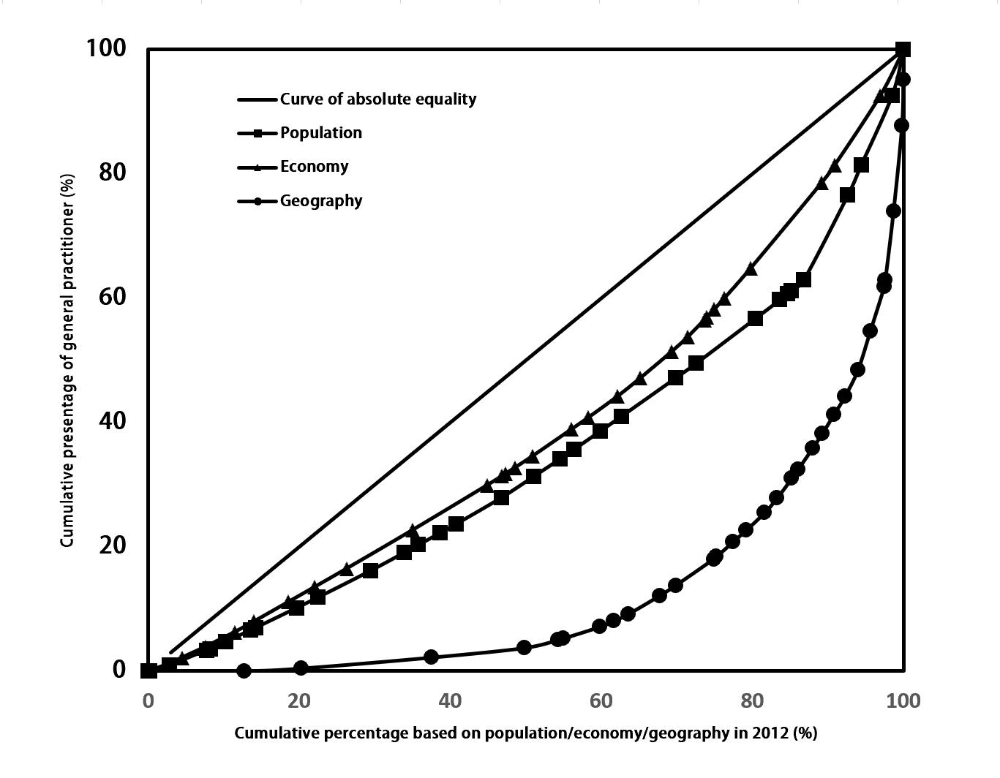 100
80
60
40
20
0
Cumulative presentage of general practitioner (%)
Curve of absolute equality
Population
Economy
Geography
0 20 40 60 80 100
Cumulative percentage based on population/economy/geography in 2012 (%)